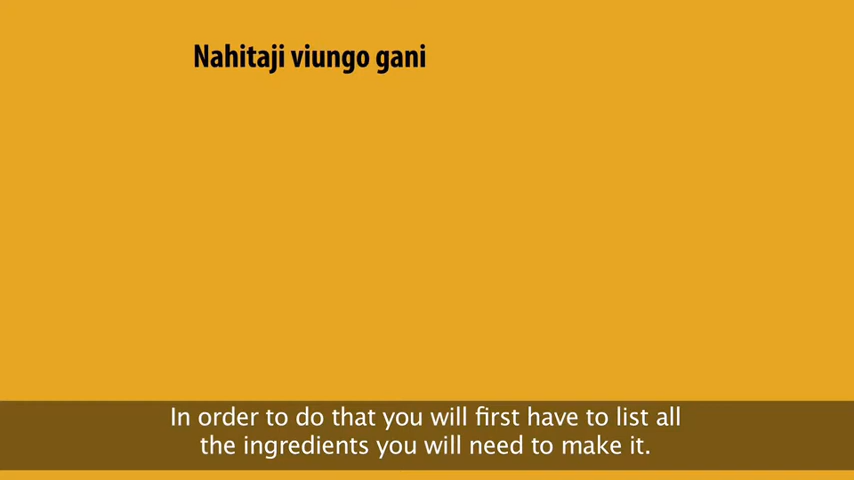 Nahitaji viungo gani
In order to do that you will first have to list all
the ingredients you will need to make it.